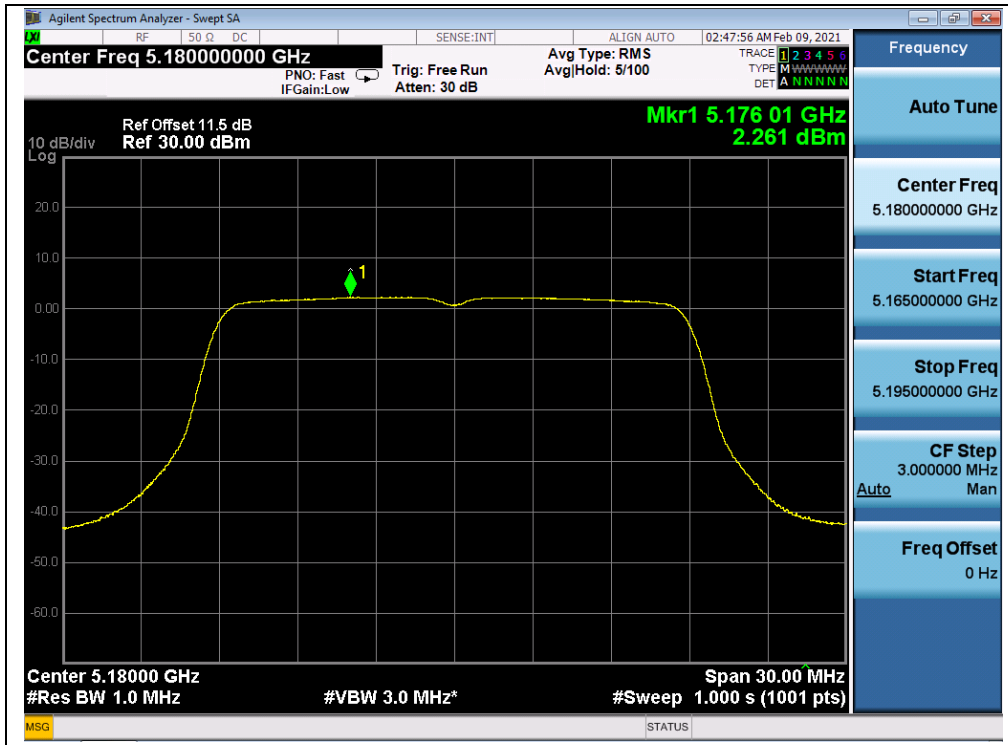 Agilent Spectrum Analyzer - Swept SA
LXI RF 50 Ω DC SENSE:INT ALIGN AUTO 02:47:56 AM Feb 09, 2021
Center Freq 5.180000000 GHz
PNO: Fast
IFGain:Low
Trig: Free Run
Atten: 30 dB
Avg Type: RMS
Avg|Hold: 5/100
TRACE 1 2 3 4 5 6
TYPE M WWWWW
DET A N N N N N
Ref Offset 11.5 dB
Ref 30.00 dBm
Mkr1 5.176 01 GHz
2.261 dBm
10 dB/div
Log
20.0
10.0
0.00
-10.0
-20.0
-30.0
-40.0
-50.0
-60.0
1
Center 5.18000 GHz
Span 30.00 MHz
#Res BW 1.0 MHz
#VBW 3.0 MHz*
#Sweep 1.000 s (1001 pts)
MSG
STATUS
Frequency
Auto Tune
Center Freq
5.180000000 GHz
Start Freq
5.165000000 GHz
Stop Freq
5.195000000 GHz
CF Step
3.000000 MHz
Auto Man
Freq Offset
0 Hz